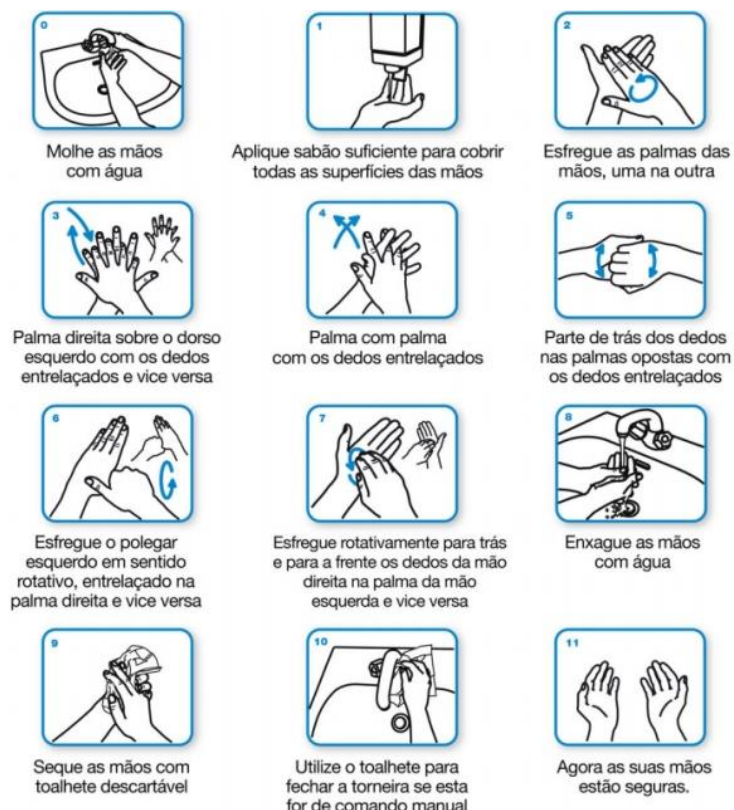 0
Molhe as mãos
com água
1
Aplique sabão suficiente para cobrir
todas as superfícies das mãos
2
Esfregue as palmas das
mãos, uma na outra
3
Palma direita sobre o dorso
esquerdo com os dedos
entrelaçados e vice versa
4
Palma com palma
com os dedos entrelaçados
5
Parte de trás dos dedos
nas palmas opostas com
os dedos entrelaçados
6
Esfregue o polegar
esquerdo em sentido
rotativo, entrelaçado na
palma direita e vice versa
7
Esfregue rotativamente para trás
e para a frente os dedos da mão
direita na palma da mão
esquerda e vice versa
8
Enxague as mãos
com água
9
Seque as mãos com
toalhete descartável
10
Utilize o toalhete para
fechar a torneira se esta
for de comando manual
11
Agora as suas mãos
estão seguras.